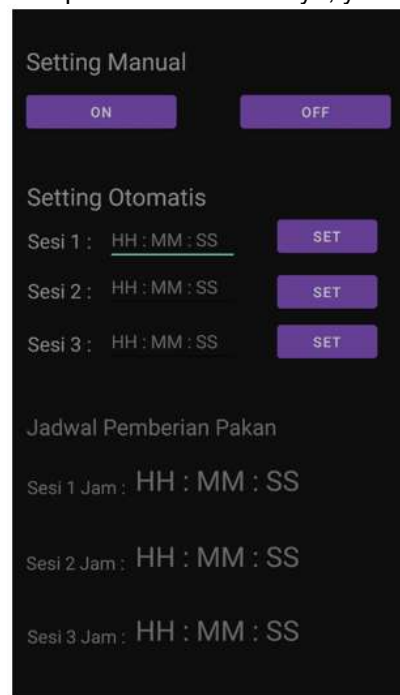 Setting Manual
ON OFF
Setting Otomatis
Sesi 1 : HH : MM : SS SET
Sesi 2 : HH : MM : SS SET
Sesi 3 : HH : MM : SS SET
Jadwal Pemberian Pakan
Sesi 1 Jam : HH : MM : SS
Sesi 2 Jam : HH : MM : SS
Sesi 3 Jam : HH : MM : SS